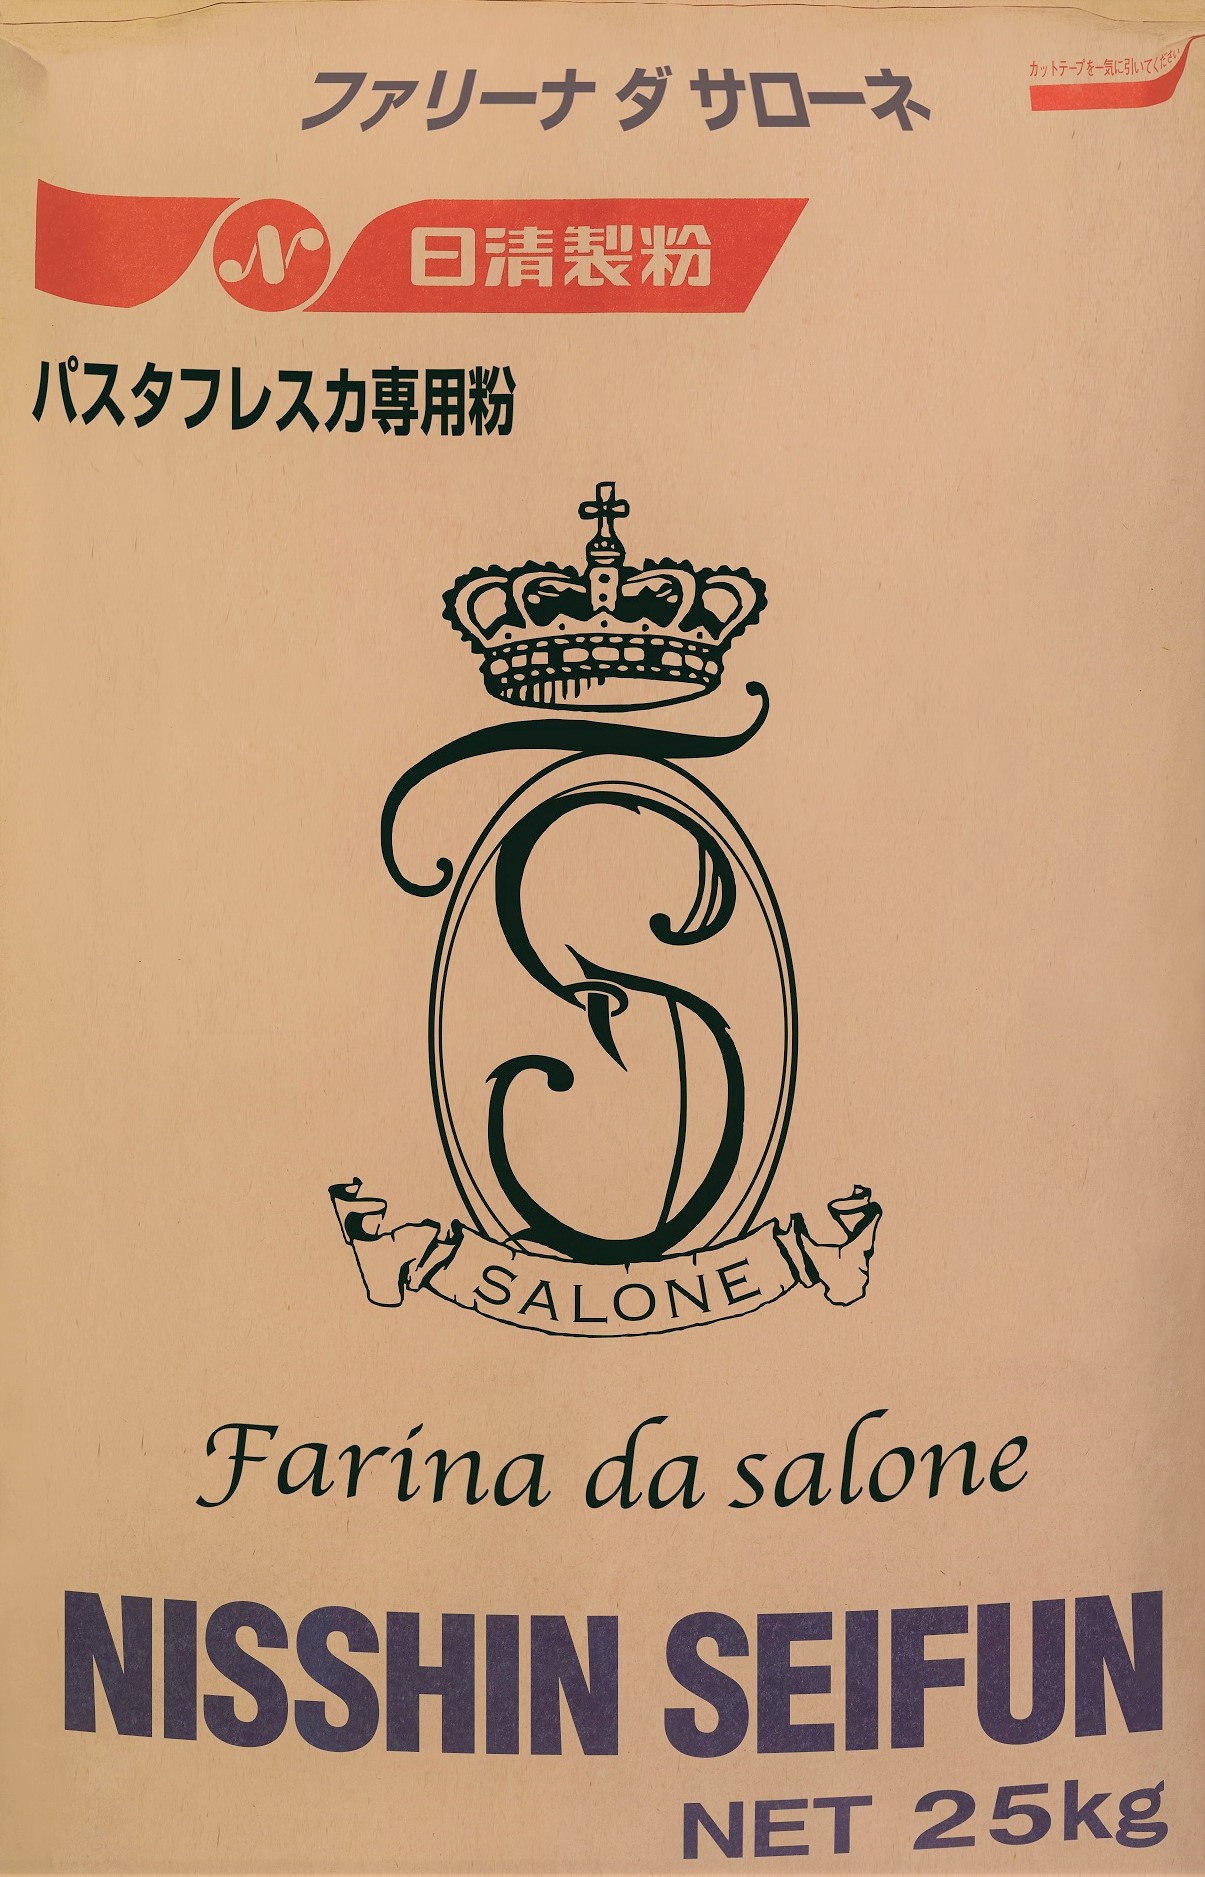 ファリーナ ダ サローネ
カットテープを一気に引いてください
N 日清製粉
パスタフレスカ専用粉
S
SALONE
Farina da salone
NISSHIN SEIFUN
NET 25kg